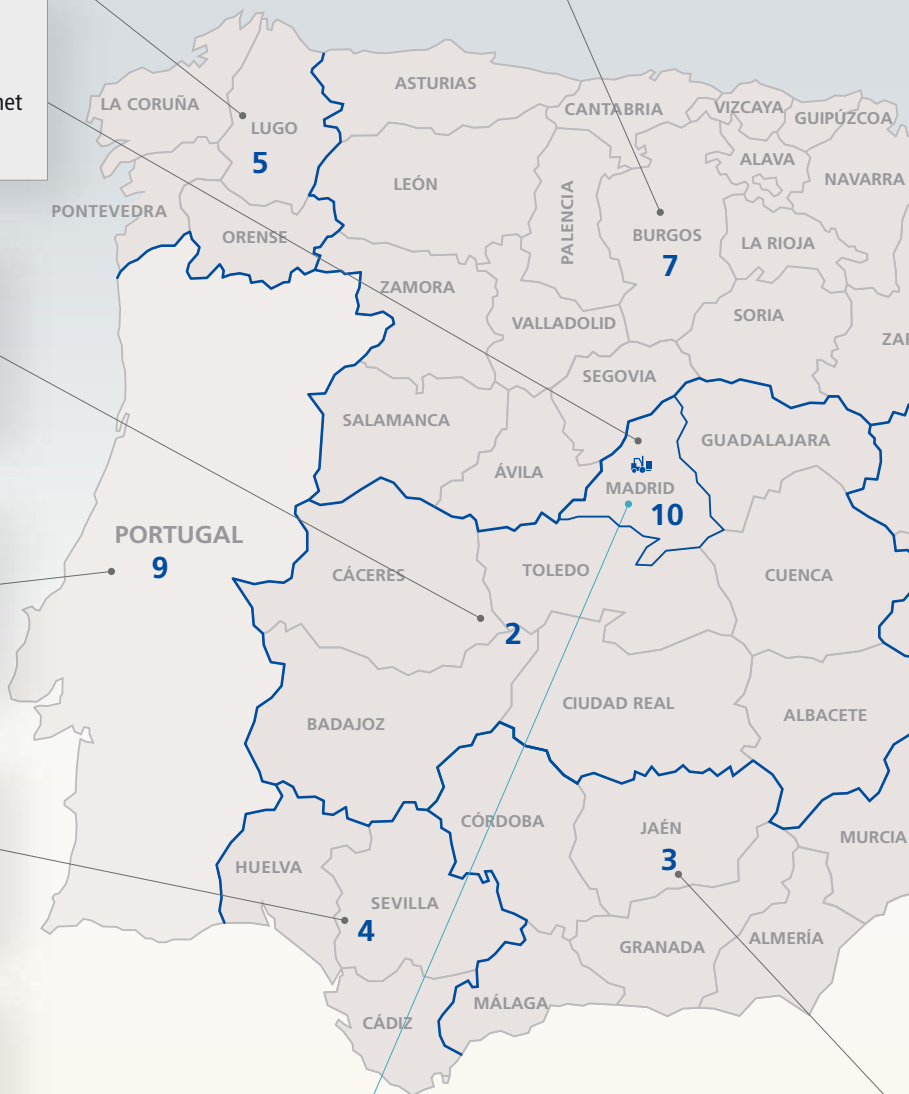 net
ASTURIAS
LA CORUÑA
CANTABRIA
VIZCAYA
GUIPÚZCOA
LUGO
5
ALAVA
NAVARRA
LEÓN
PALENCIA
PONTEVEDRA
ORENSE
BURGOS
7
LA RIOJA
ZAMORA
VALLADOLID
SORIA
ZAR
SEGOVIA
SALAMANCA
GUADALAJARA
ÁVILA
MADRID
10
PORTUGAL
9
CÁCERES
TOLEDO
CUENCA
2
CIUDAD REAL
BADAJOZ
ALBACETE
CÓRDOBA
JAÉN
3
MURCIA
HUELVA
SEVILLA
4
GRANADA
ALMERÍA
MÁLAGA
CÁDIZ